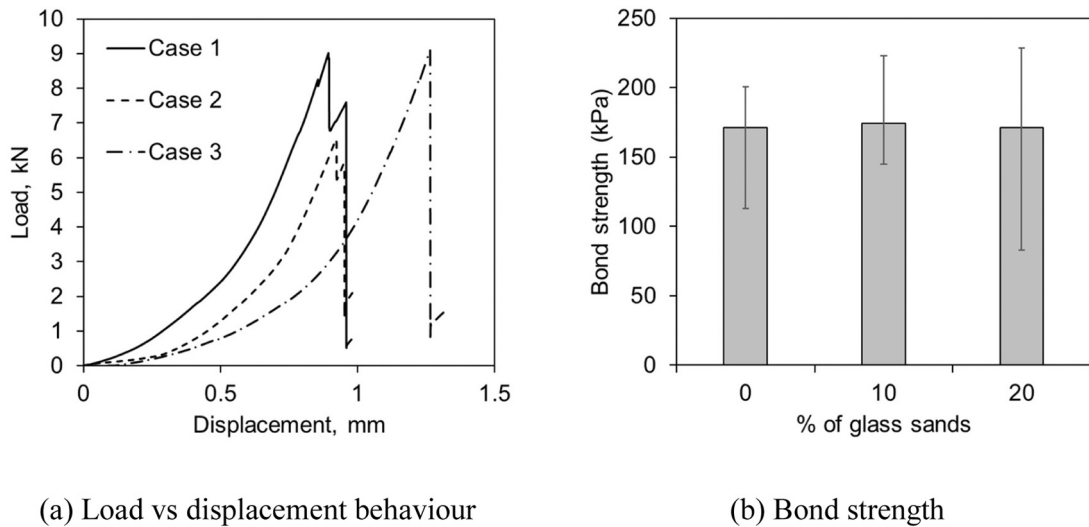 10
9
8
7
6
5
4
3
2
1
0
Load, kN
Case 1
Case 2
Case 3
0
0.5
1
1.5
Displacement, mm
(a) Load vs displacement behaviour
250
200
150
100
50
0
Bond strength (kPa)
0
10
20
% of glass sands
(b) Bond strength